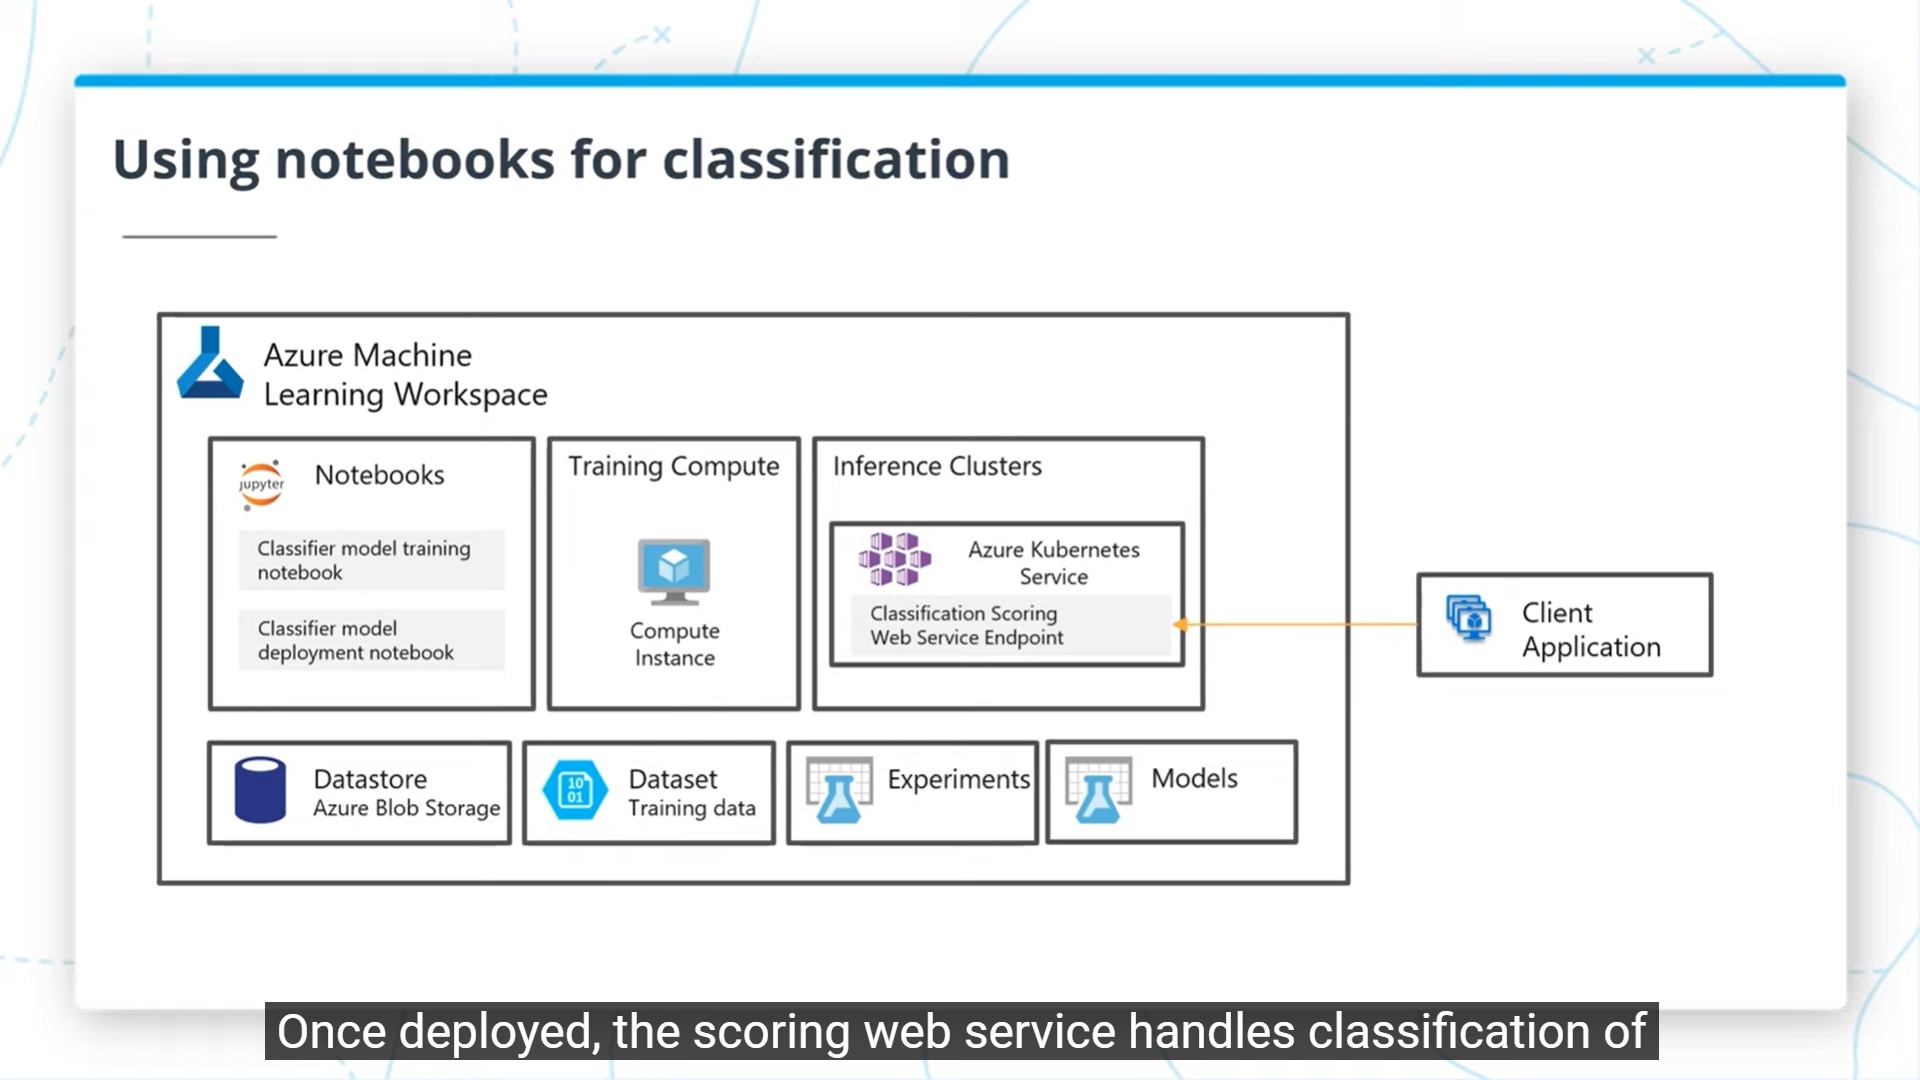 Using notebooks for classification
Azure Machine
Learning Workspace
jupyter
Notebooks
Classifier model training
notebook
Classifier model
deployment notebook
Training Compute
Compute
Instance
Inference Clusters
Azure Kubernetes
Service
Classification Scoring
Web Service Endpoint
Client
Application
Datastore
Azure Blob Storage
10
01
Dataset
Training data
Experiments
Models
Once deployed, the scoring web service handles classification of